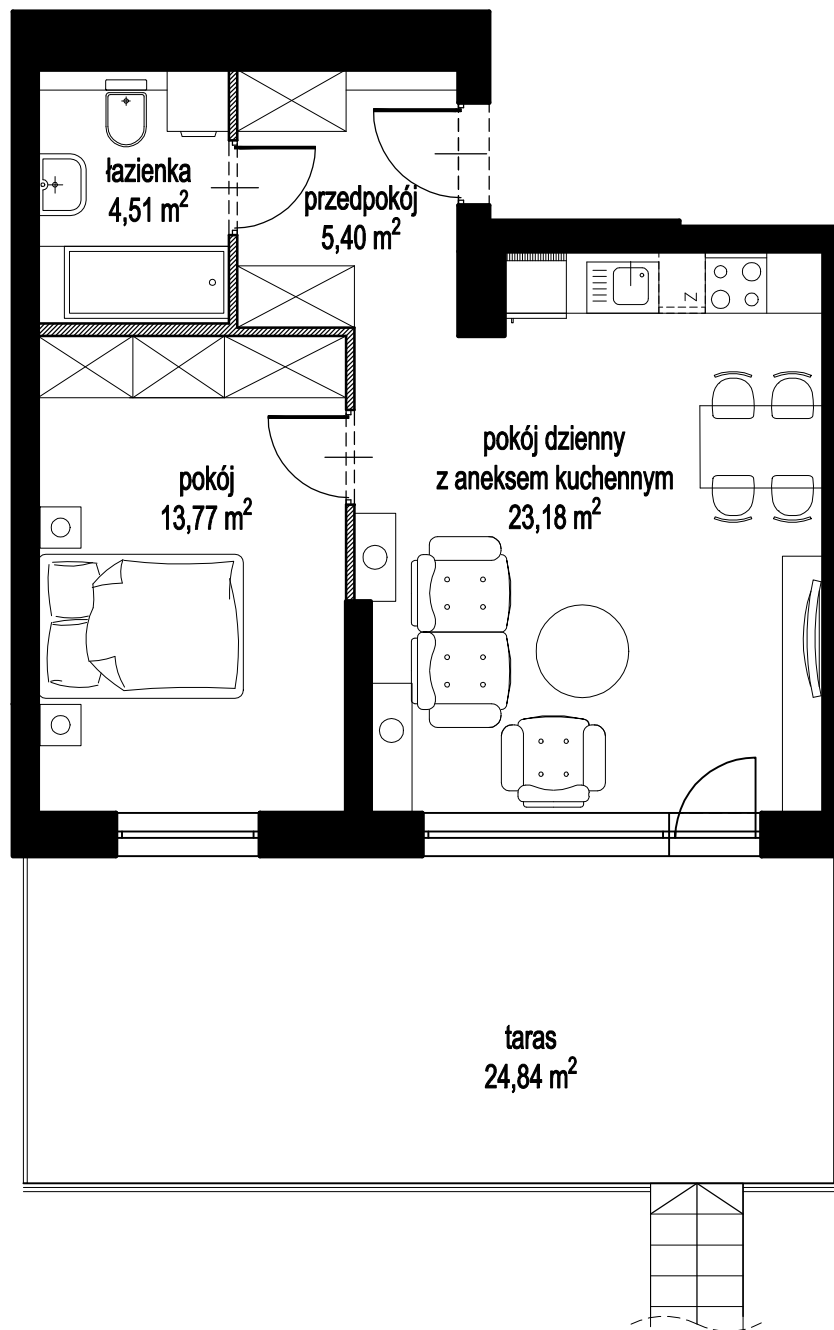 łazienka
4,51 m²
przedpokój
5,40 m²
Z
pokój dzienny
z aneksem kuchennym
23,18 m²
pokój
13,77 m²
taras
24,84 m²